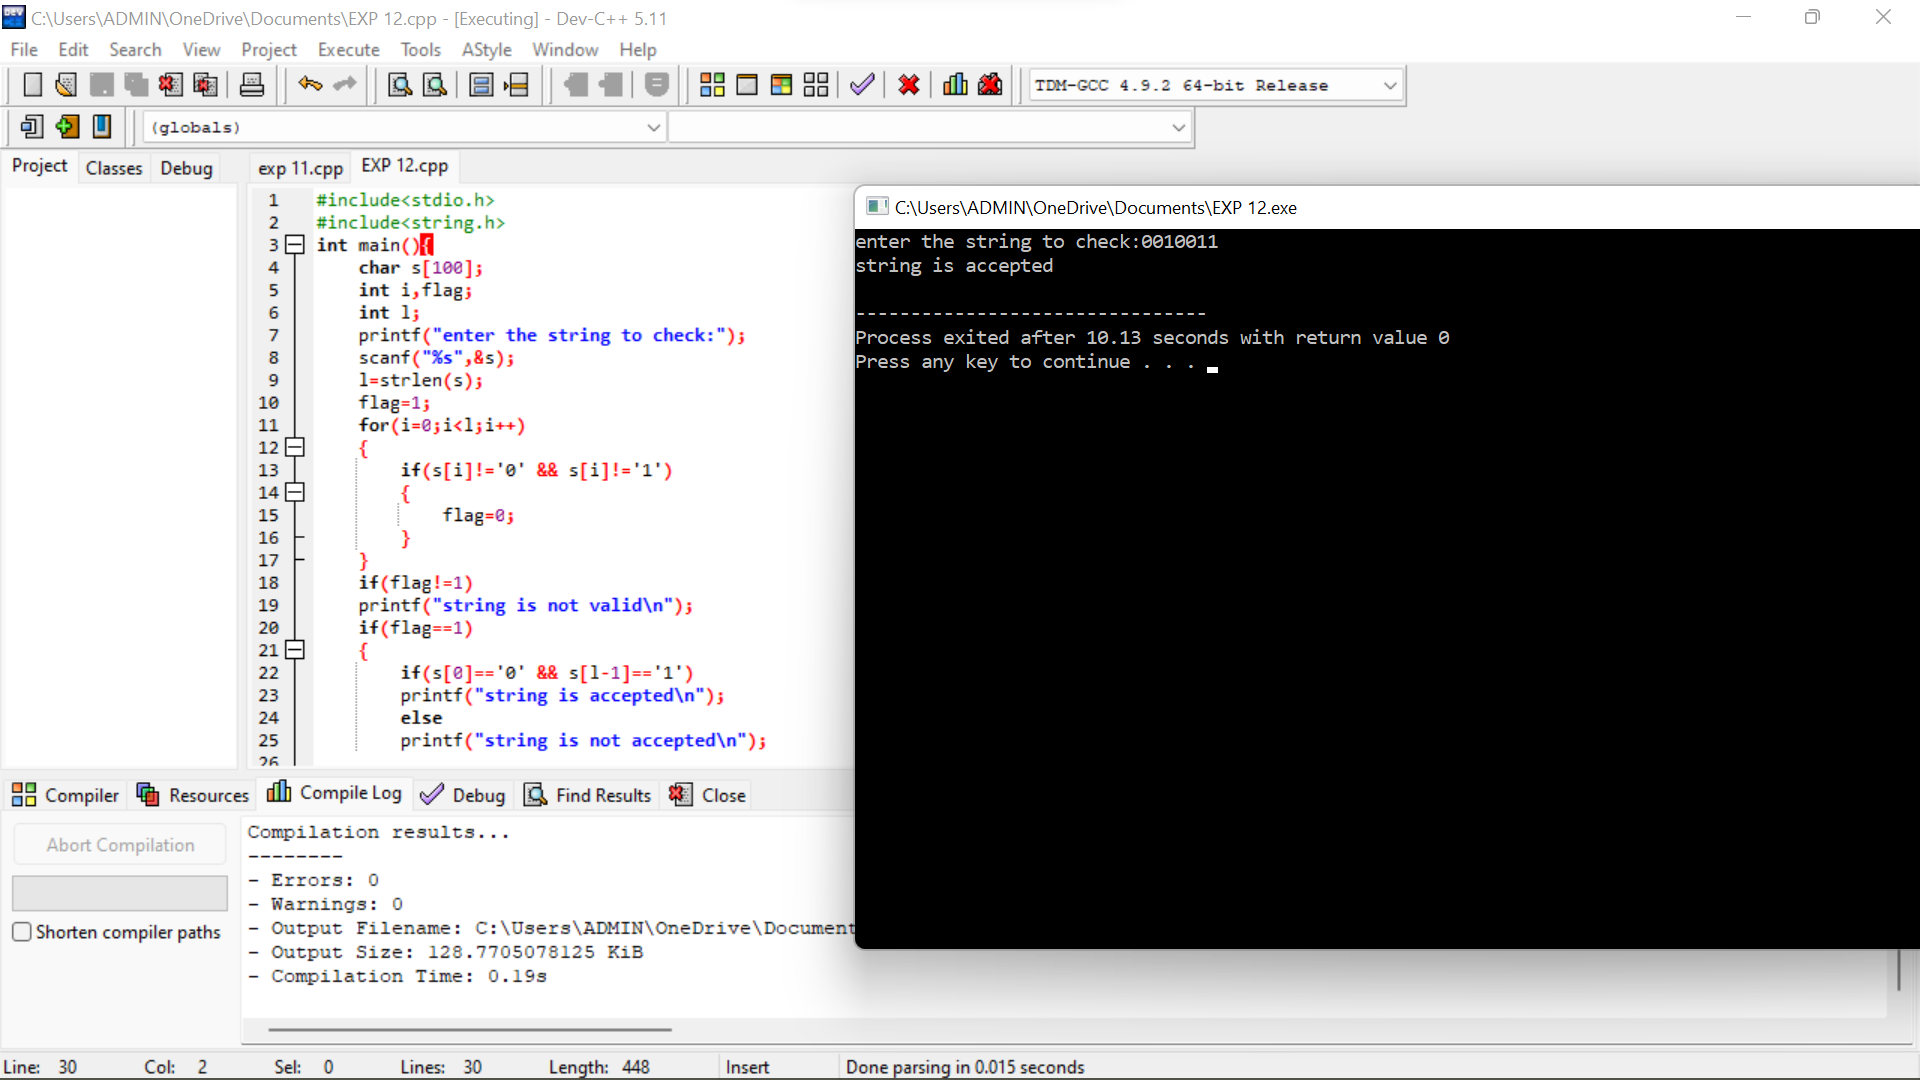 C:\Users\ADMIN\OneDrive\Documents\EXP 12.cpp - [Executing] - Dev-C++ 5.11
File Edit Search View Project Execute Tools AStyle Window Help
TDM-GCC 4.9.2 64-bit Release
(globals)
Project Classes Debug
exp 11.cpp EXP 12.cpp
1 #include<stdio.h>
2 #include<string.h>
3 int main(){
4 char s[100];
5 int i,flag;
6 int l;
7 printf("enter the string to check:");
8 scanf("%s",&s);
9 l=strlen(s);
10 flag=1;
11 for(i=0;i<l;i++)
12 {
13 if(s[i]!='0' && s[i]!='1')
14 {
15 flag=0;
16 }
17 }
18 if(flag!=1)
19 printf("string is not valid\n");
20 if(flag==1)
21 {
22 if(s[0]=='0' && s[l-1]=='1')
23 printf("string is accepted\n");
24 else
25 printf("string is not accepted\n");
26
C:\Users\ADMIN\OneDrive\Documents\EXP 12.exe
enter the string to check:0010011
string is accepted
--------------------------------
Process exited after 10.13 seconds with return value 0
Press any key to continue . . .
Compiler Resources Compile Log Debug Find Results Close
Abort Compilation
Shorten compiler paths
Compilation results...
--------
- Errors: 0
- Warnings: 0
- Output Filename: C:\Users\ADMIN\OneDrive\Document
- Output Size: 128.7705078125 KiB
- Compilation Time: 0.19s
Line: 30 Col: 2 Sel: 0 Lines: 30 Length: 448 Insert Done parsing in 0.015 seconds